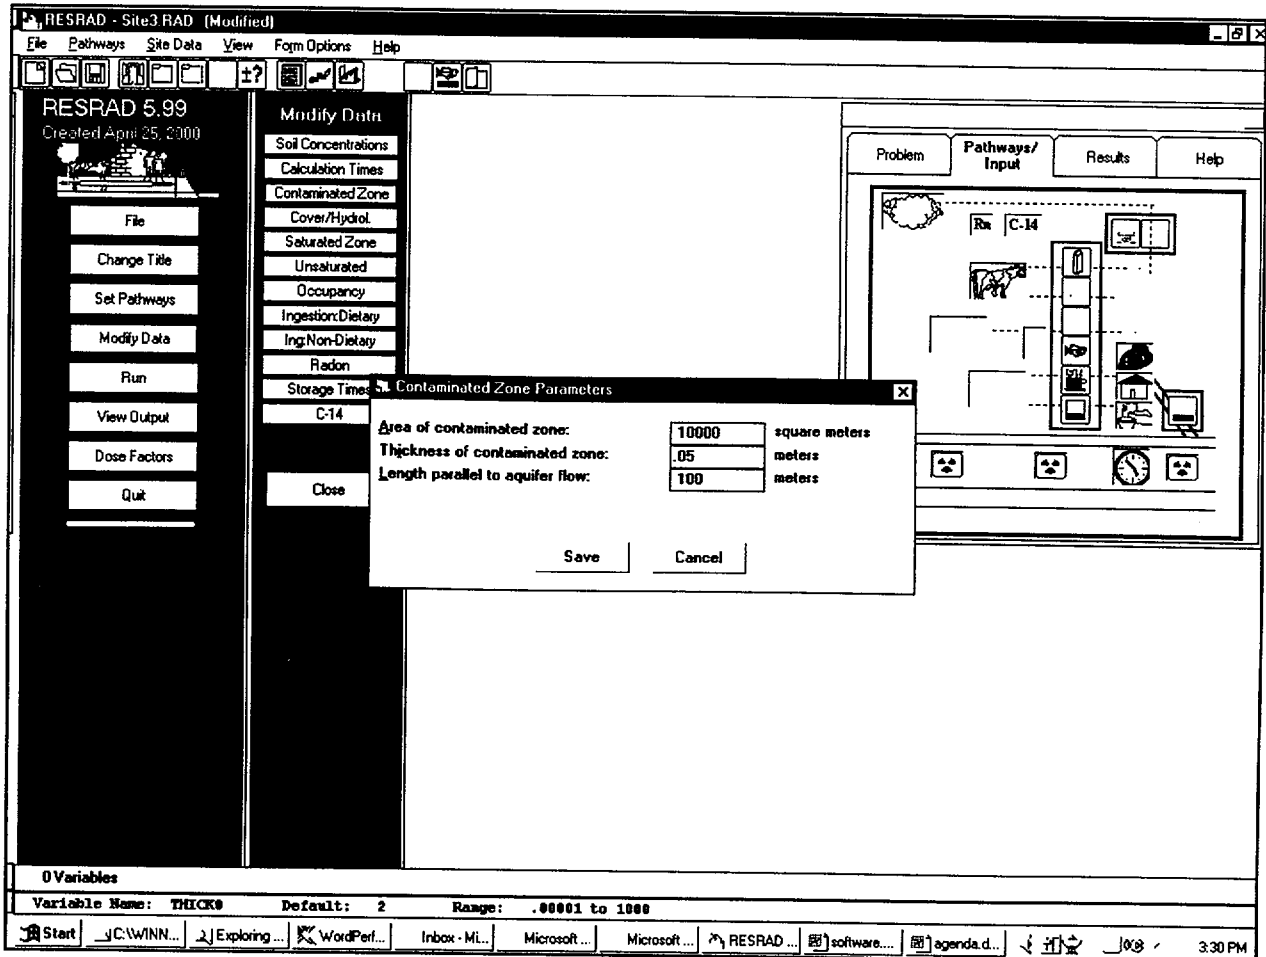 RESRAD - Site3.RAD (Modified)
File Pathways Site Data View Form Options Help
±?
RESRAD 5.99
Created April 25, 2000
File
Change Title
Set Pathways
Modify Data
Run
View Output
Dose Factors
Quit
Modify Data
Soil Concentrations
Calculation Times
Contaminated Zone
Cover/Hydrol.
Saturated Zone
Unsaturated
Occupancy
Ingestion:Dietary
Ing:Non-Dietary
Radon
Storage Times
C-14
Close
Problem Pathways/ Input Results Help
Rn C-14
Contaminated Zone Parameters
Area of contaminated zone: 10000 square meters
Thickness of contaminated zone: .05 meters
Length parallel to aquifer flow: 100 meters
Save Cancel
0 Variables
Variable Name: THICK0 Default: 2 Range: .00001 to 1000
Start C:\WINN... Exploring ... WordPerf... Inbox - Mi... Microsoft ... Microsoft ... RESRAD ... software.... agenda.d... 3:30 PM